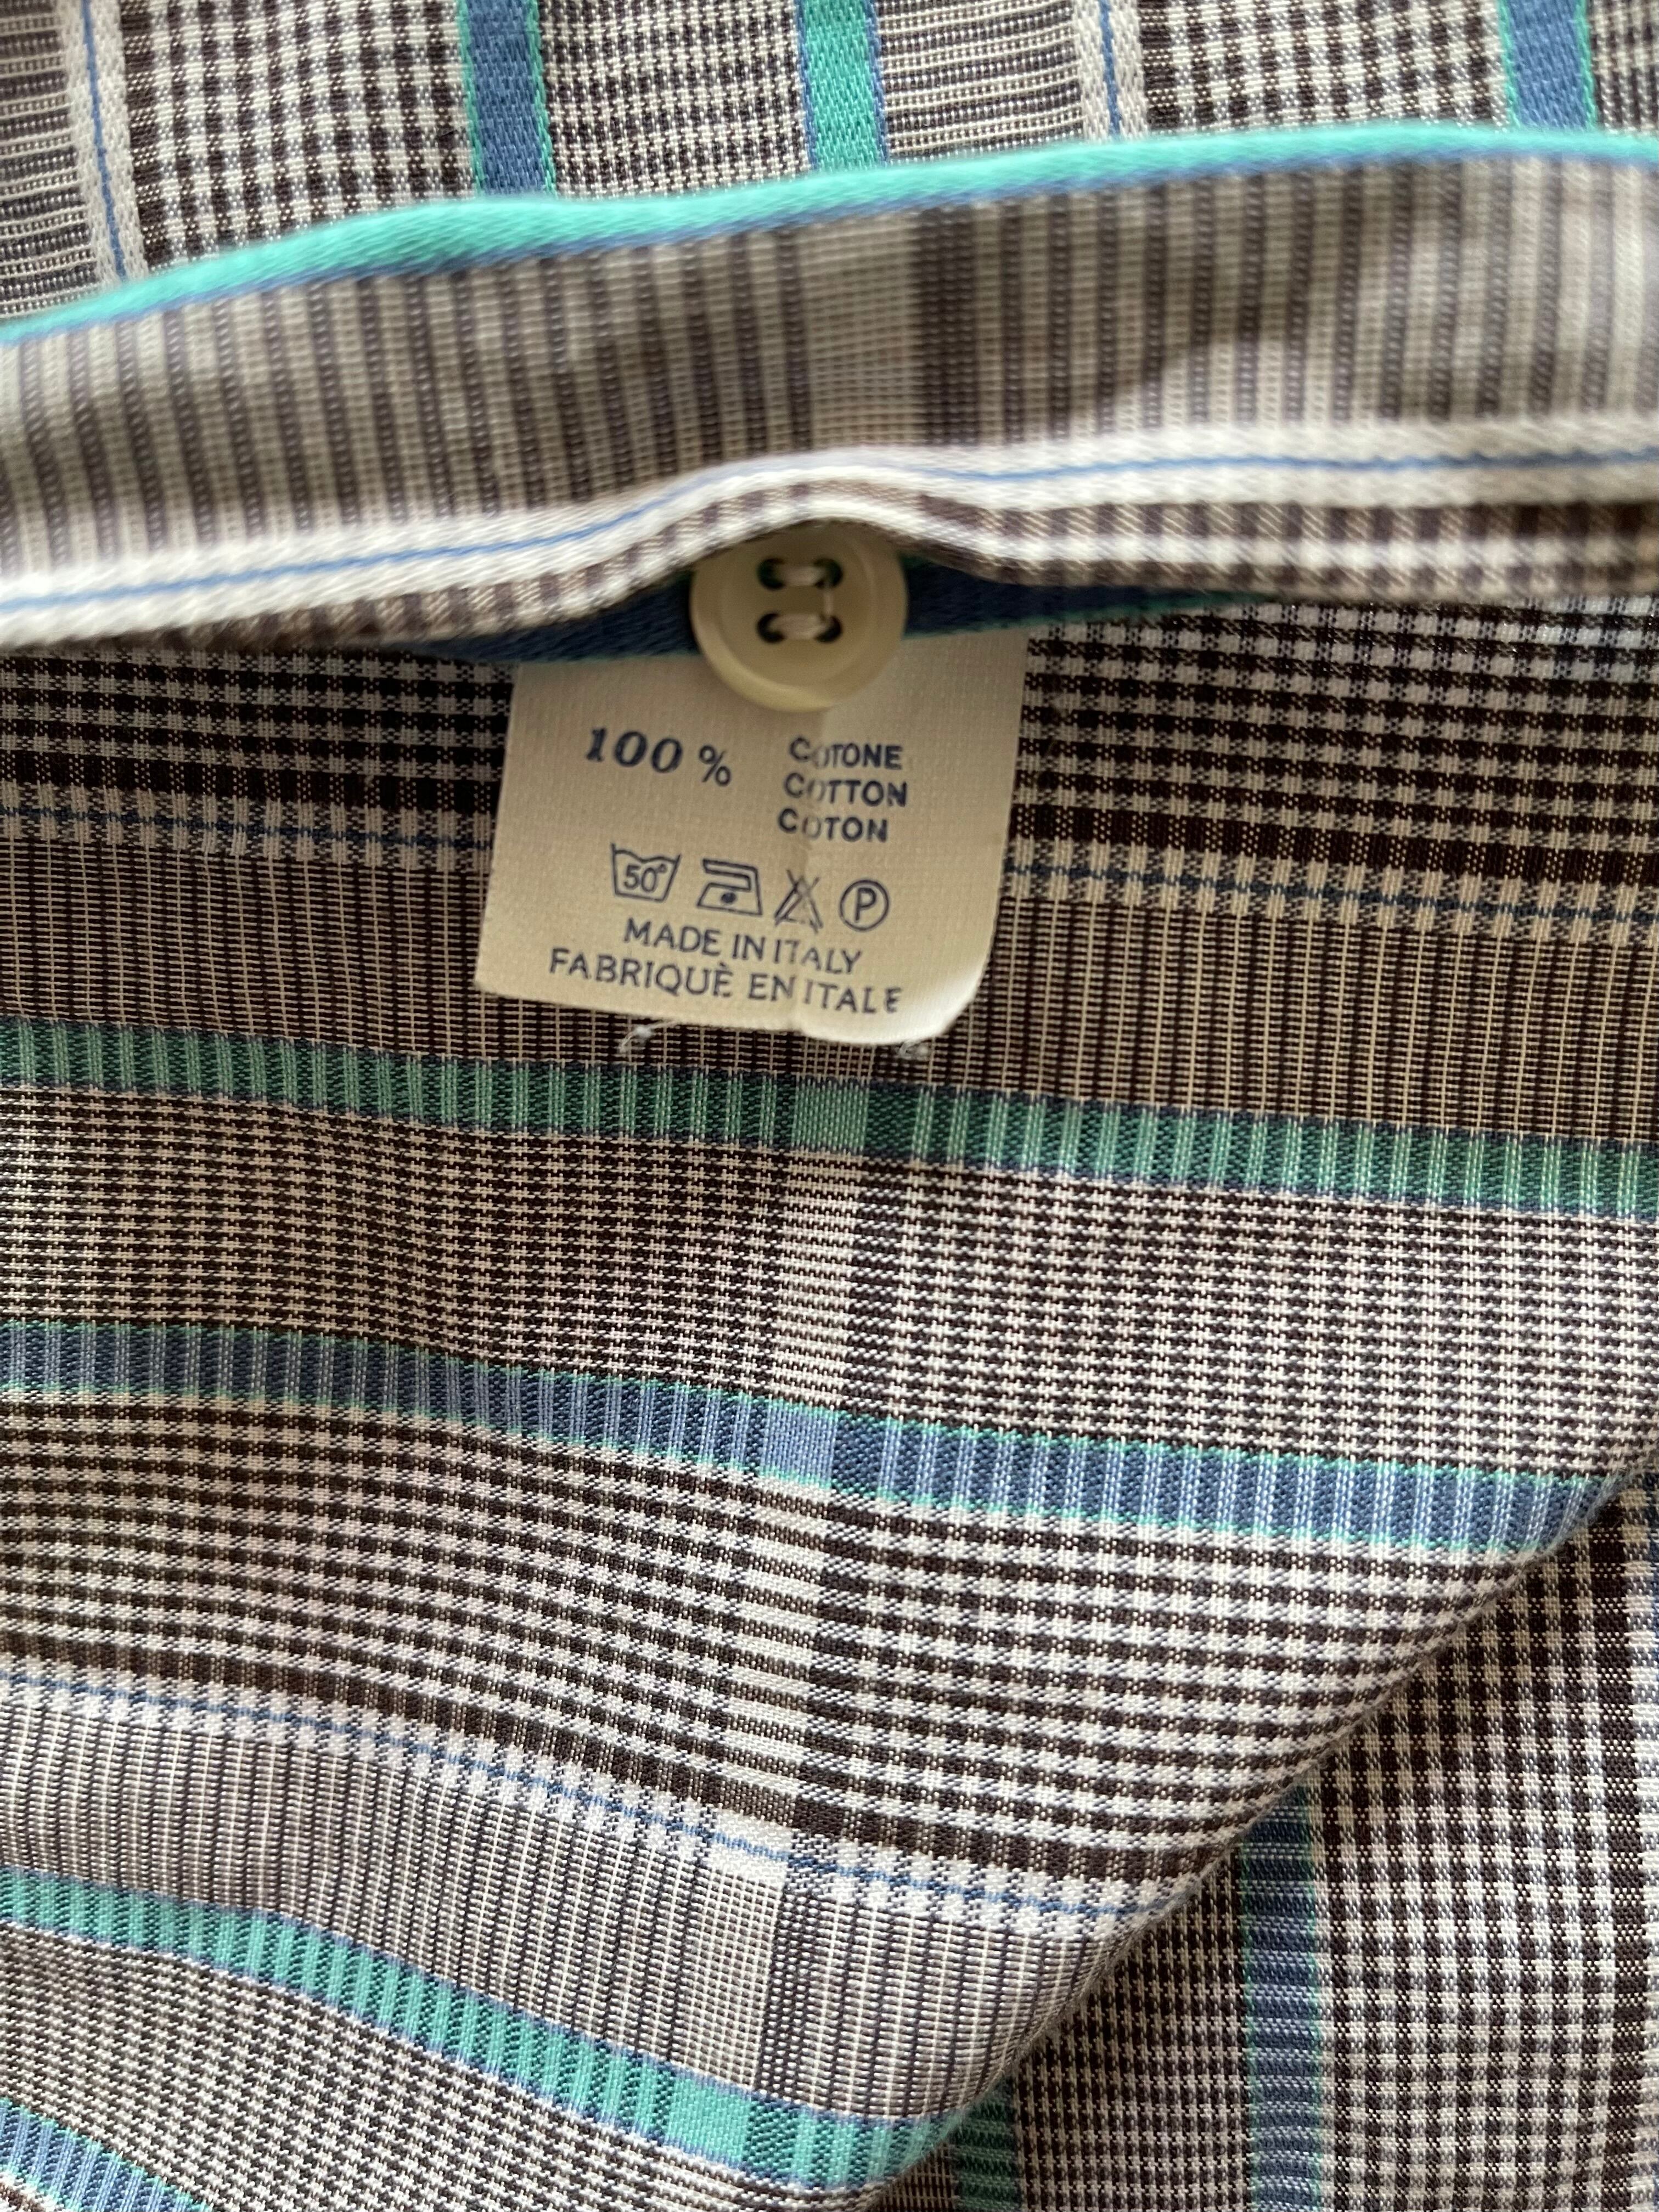 100 % COTONE
COTTON
COTON
50° P
MADE IN ITALY
FABRIQUÈ EN ITALE